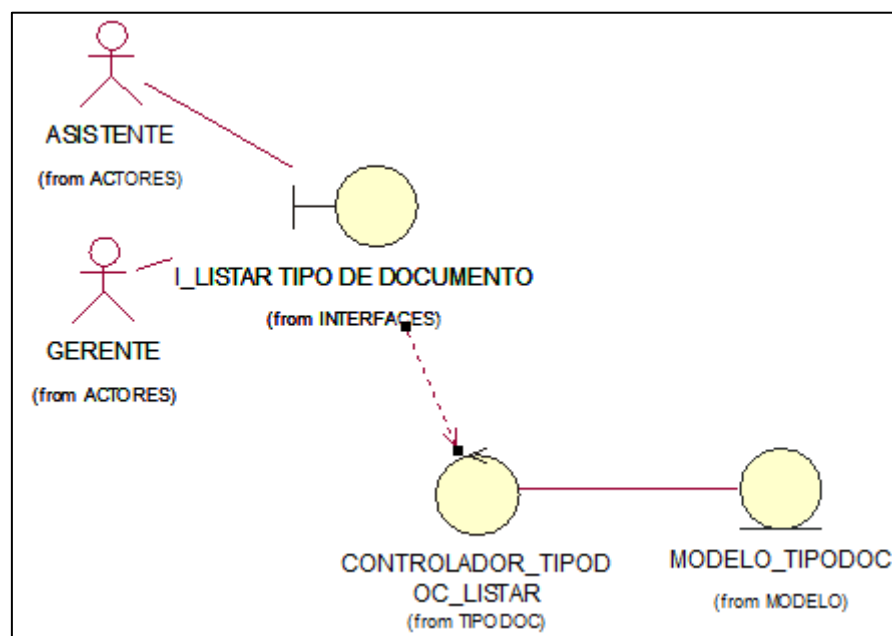 ASISTENTE
(from ACTORES)
I_LISTAR TIPO DE DOCUMENTO
(from INTERFACES)
GERENTE
(from ACTORES)
CONTROLADOR_TIPOD
OC_LISTAR
(from TIPODOC)
MODELO_TIPODOC
(from MODELO)